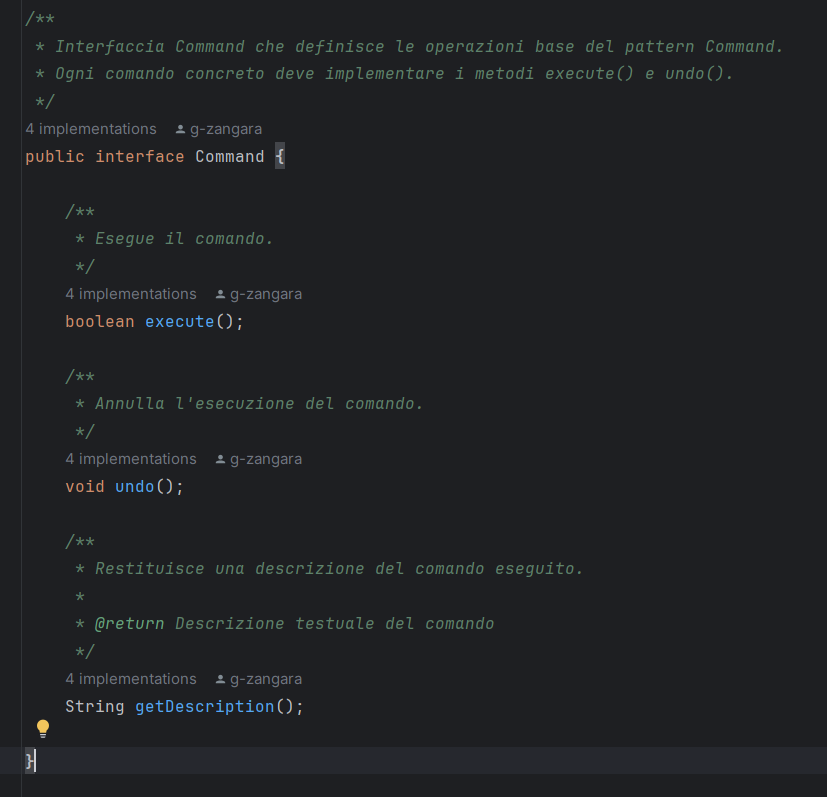 /**
 * Interfaccia Command che definisce le operazioni base del pattern Command.
 * Ogni comando concreto deve implementare i metodi execute() e undo().
 */
4 implementations g-zangara
public interface Command {
/**
 * Esegue il comando.
 */
4 implementations g-zangara
boolean execute();
/**
 * Annulla l'esecuzione del comando.
 */
4 implementations g-zangara
void undo();
/**
 * Restituisce una descrizione del comando eseguito.
 *
 * @return Descrizione testuale del comando
 */
4 implementations g-zangara
String getDescription();
}